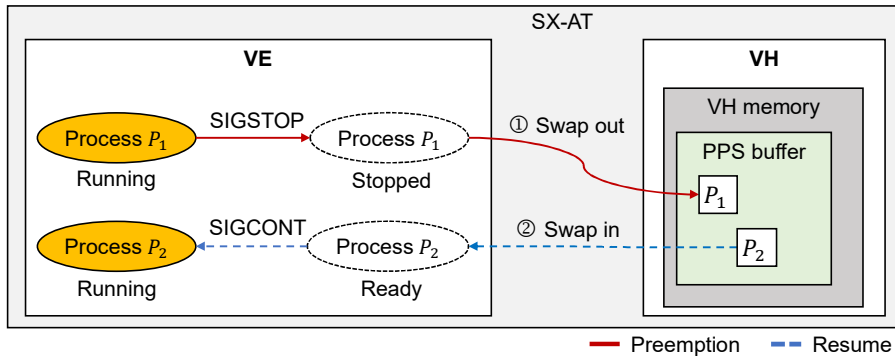 SX-AT
VE
VH
VH memory
PPS buffer
Process P₁
SIGSTOP
Process P₁
① Swap out
Running
Stopped
P₁
Process P₂
SIGCONT
Process P₂
② Swap in
P₂
Running
Ready
Preemption
Resume